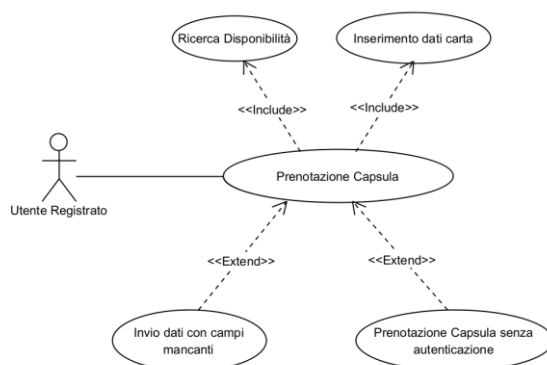 Ricerca Disponibilità
Inserimento dati carta
<<Include>>
<<Include>>
Prenotazione Capsula
Utente Registrato
<<Extend>>
<<Extend>>
Invio dati con campi
mancanti
Prenotazione Capsula senza
autenticazione